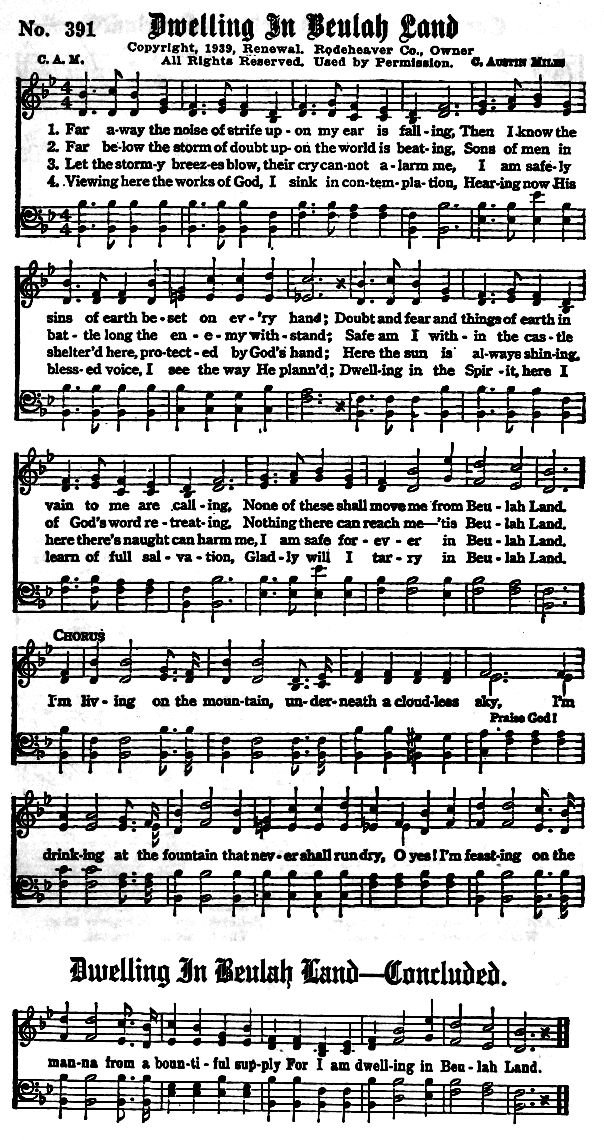 No. 391 Dwelling In Beulah Land
Copyright, 1939, Renewal. Rodeheaver Co., Owner
C. A. M. All Rights Reserved. Used by Permission. C. Austin Miles
1. Far a-way the noise of strife up - on my ear is fall - ing, Then I know the
2. Far be-low the storm of doubt up - on the world is beat - ing, Sons of men in
3. Let the storm-y breez-es blow, their cry can-not a - larm me, I am safe-ly
4. Viewing here the works of God, I sink in con-tem-pla-tion, Hear-ing now His
sins of earth be-set on ev-'ry hand; Doubt and fear and things of earth in
bat - tle long the en - e - my with-stand; Safe am I with - in the cas - tle
shelter'd here, pro-tect - ed by God's hand; Here the sun is al-ways shin-ing,
bless-ed voice, I see the way He plann'd; Dwell-ing in the Spir - it, here I
vain to me are call-ing, None of these shall move me from Beu - lah Land.
of God's word re - treat-ing, Nothing there can reach me—'tis Beu - lah Land.
here there's naught can harm me, I am safe for - ev - er in Beu - lah Land.
learn of full sal - va - tion, Glad-ly will I tar - ry in Beu - lah Land.
Chorus
I'm liv - ing on the moun-tain, un-der-neath a cloud-less sky, I'm
Praise God!
drink-ing at the fountain that nev-er shall run dry, O yes! I'm feast-ing on the
Dwelling In Beulah Land—Concluded.
man-na from a boun-ti - ful sup-ply For I am dwell-ing in Beu - lah Land.